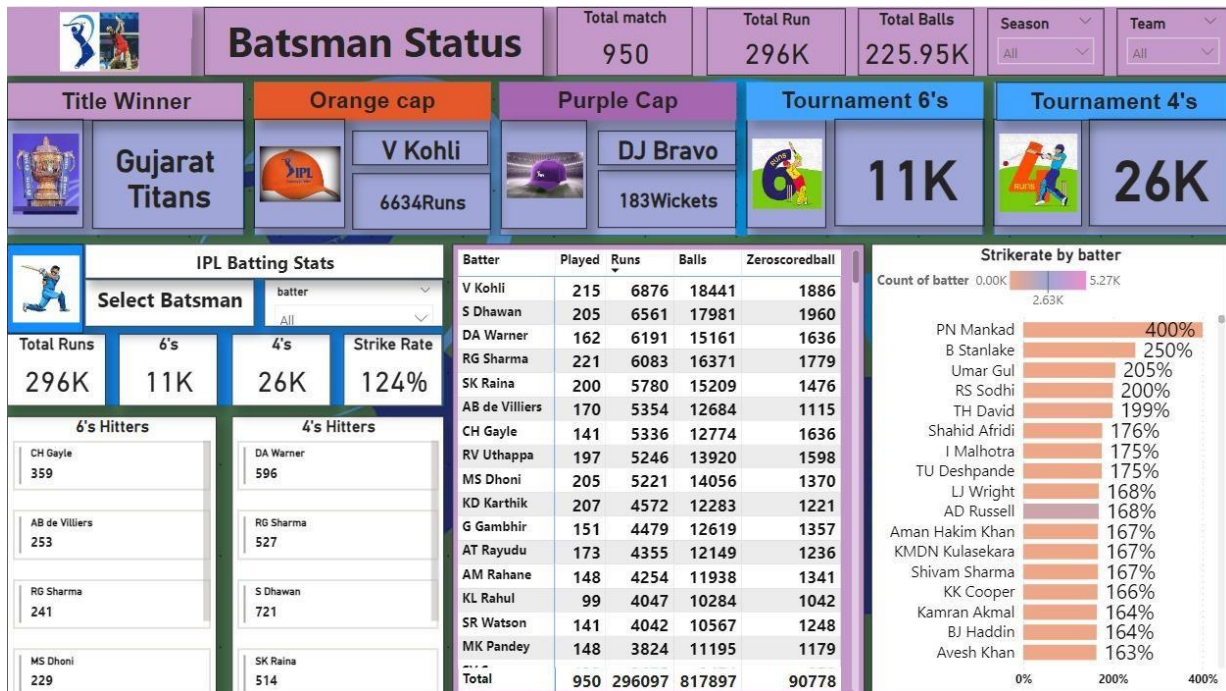 Batsman Status
Total match
950
Total Run
296K
Total Balls
225.95K
Season
All
Team
All
Title Winner
Gujarat
Titans
Orange cap
IPL
V Kohli
6634Runs
Purple Cap
DJ Bravo
183Wickets
Tournament 6's
6
RUNS
11K
Tournament 4's
4
RUNS
26K
IPL Batting Stats
Select Batsman
batter
All
Total Runs
296K
6's
11K
4's
26K
Strike Rate
124%
6's Hitters
CH Gayle
359
AB de Villiers
253
RG Sharma
241
MS Dhoni
229
4's Hitters
DA Warner
596
RG Sharma
527
S Dhawan
721
SK Raina
514
Batter Played Runs Balls Zeroscoredball
V Kohli 215 6876 18441 1886
S Dhawan 205 6561 17981 1960
DA Warner 162 6191 15161 1636
RG Sharma 221 6083 16371 1779
SK Raina 200 5780 15209 1476
AB de Villiers 170 5354 12684 1115
CH Gayle 141 5336 12774 1636
RV Uthappa 197 5246 13920 1598
MS Dhoni 205 5221 14056 1370
KD Karthik 207 4572 12283 1221
G Gambhir 151 4479 12619 1357
AT Rayudu 173 4355 12149 1236
AM Rahane 148 4254 11938 1341
KL Rahul 99 4047 10284 1042
SR Watson 141 4042 10567 1248
MK Pandey 148 3824 11195 1179
Total 950 296097 817897 90778
Strikerate by batter
Count of batter 0.00K 5.27K
2.63K
PN Mankad 400%
B Stanlake 250%
Umar Gul 205%
RS Sodhi 200%
TH David 199%
Shahid Afridi 176%
I Malhotra 175%
TU Deshpande 175%
LJ Wright 168%
AD Russell 168%
Aman Hakim Khan 167%
KMDN Kulasekara 167%
Shivam Sharma 167%
KK Cooper 166%
Kamran Akmal 164%
BJ Haddin 164%
Avesh Khan 163%
0% 200% 400%